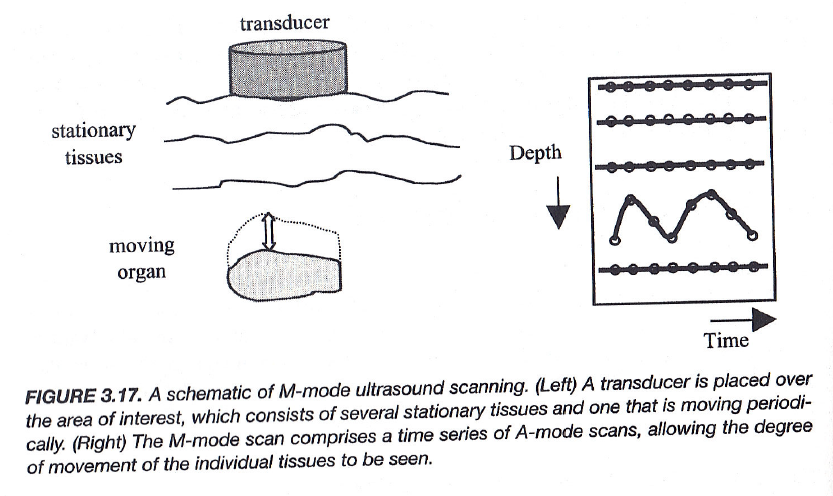 transducer
stationary
tissues
Depth
moving
organ
Time
FIGURE 3.17. A schematic of M-mode ultrasound scanning. (Left) A transducer is placed over
the area of interest, which consists of several stationary tissues and one that is moving periodi-
cally. (Right) The M-mode scan comprises a time series of A-mode scans, allowing the degree
of movement of the individual tissues to be seen.